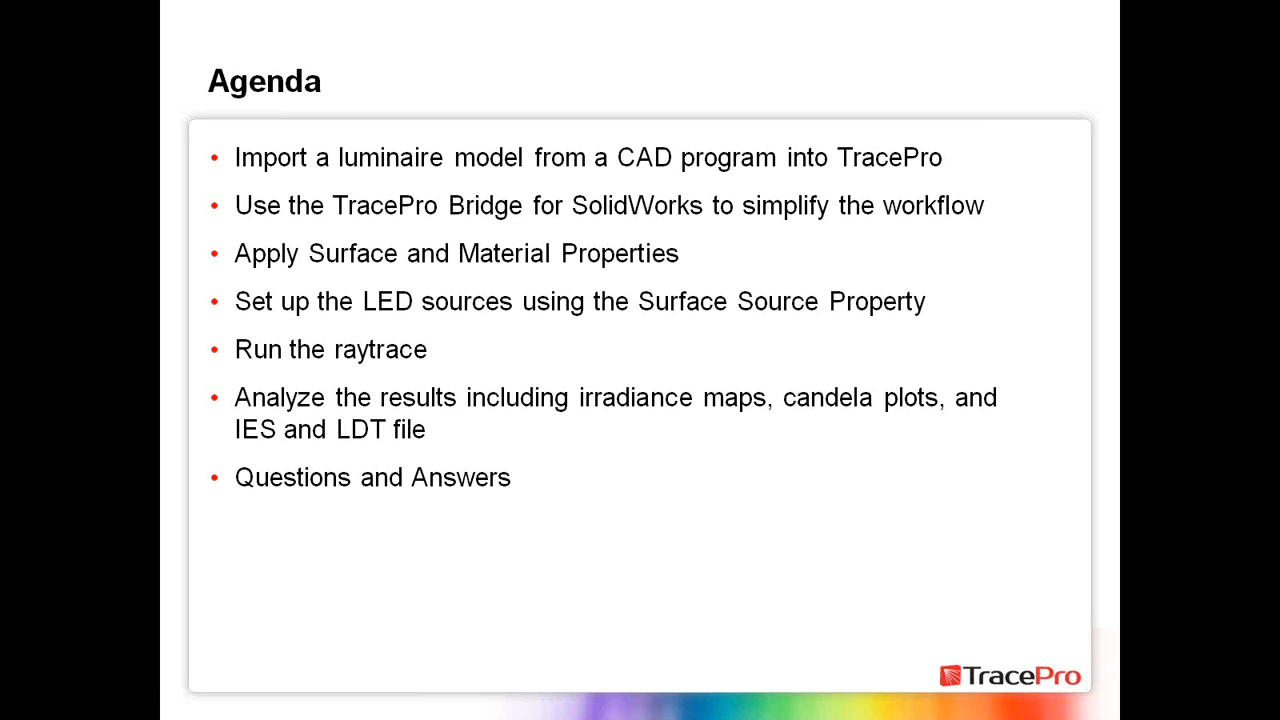 Agenda
• Import a luminaire model from a CAD program into TracePro
• Use the TracePro Bridge for SolidWorks to simplify the workflow
• Apply Surface and Material Properties
• Set up the LED sources using the Surface Source Property
• Run the raytrace
• Analyze the results including irradiance maps, candela plots, and
IES and LDT file
• Questions and Answers
TracePro